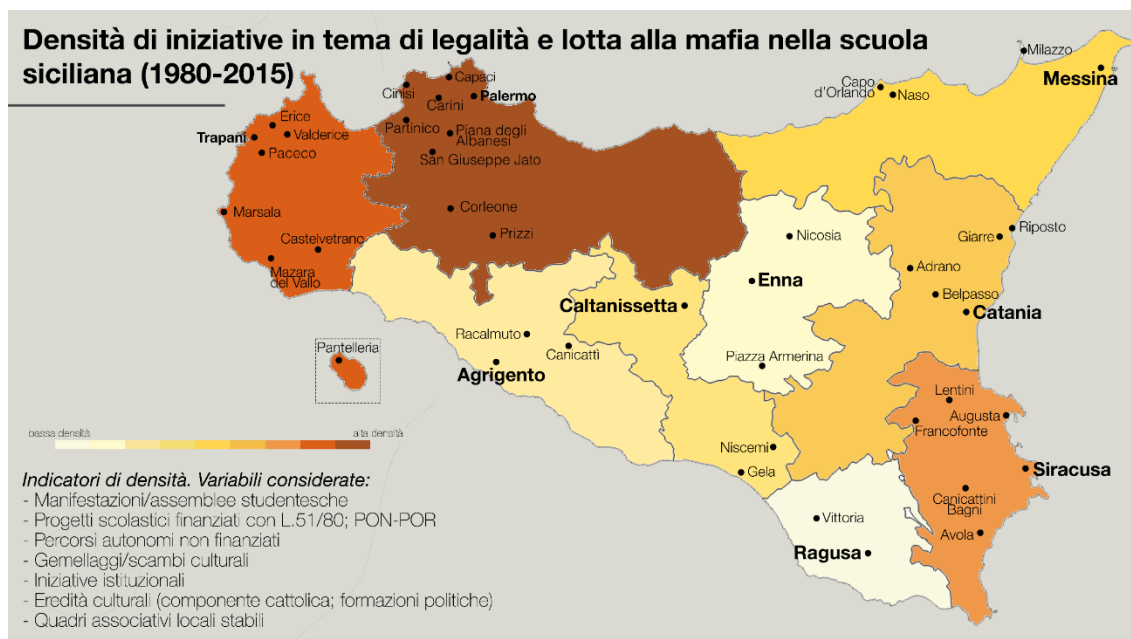 Densità di iniziative in tema di legalità e lotta alla mafia nella scuola
siciliana (1980-2015)
Milazzo
Messina
Capo
d'Orlando
Naso
Capaci
Cinisi
Carini
Palermo
Partinico
Piana degli
Albanesi
San Giuseppe Jato
Erice
Trapani
Valderice
Paceco
Marsala
Corleone
Prizzi
Castelvetrano
Mazara
del Vallo
Nicosia
Riposto
Giarre
Adrano
Enna
Belpasso
Catania
Caltanissetta
Racalmuto
Canicattì
Agrigento
Pantelleria
Piazza Armerina
Lentini
Augusta
Francofonte
Siracusa
Niscemi
Gela
Canicattini
Bagni
Vittoria
Avola
Ragusa
bassa densità
alta densità
Indicatori di densità. Variabili considerate:
- Manifestazioni/assemblee studentesche
- Progetti scolastici finanziati con L.51/80; PON-POR
- Percorsi autonomi non finanziati
- Gemellaggi/scambi culturali
- Iniziative istituzionali
- Eredità culturali (componente cattolica; formazioni politiche)
- Quadri associativi locali stabili